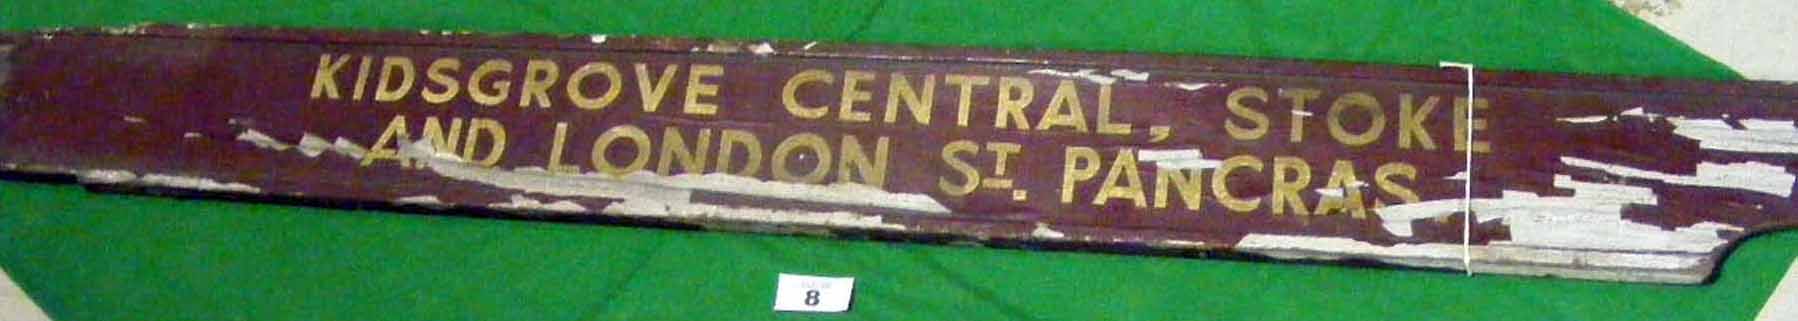 KIDSGROVE CENTRAL, STOKE
AND LONDON ST. PANCRAS
8